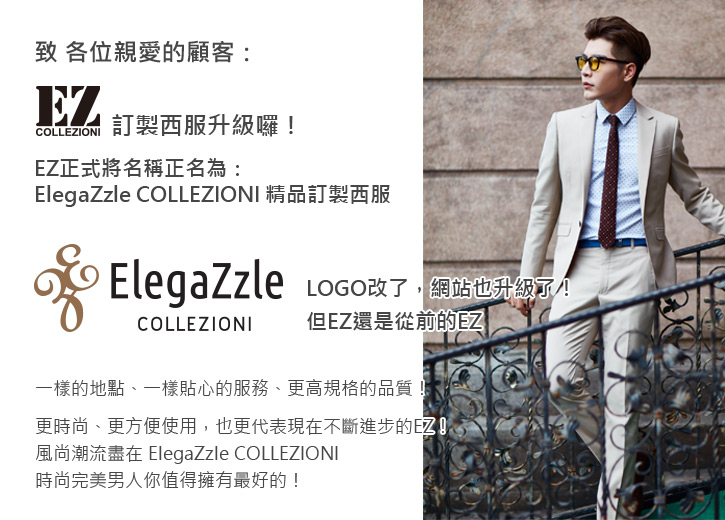 致 各位親愛的顧客：
EZ
COLLEZIONI 訂製西服升級囉！
EZ正式將名稱正名為：
ElegaZzle COLLEZIONI 精品訂製西服
ElegaZzle
COLLEZIONI
LOGO改了，網站也升級了！
但EZ還是從前的EZ
一樣的地點、一樣貼心的服務、更高規格的品質！
更時尚、更方便使用，也更代表現在不斷進步的EZ！
風尚潮流盡在 ElegaZzle COLLEZIONI
時尚完美男人你值得擁有最好的！